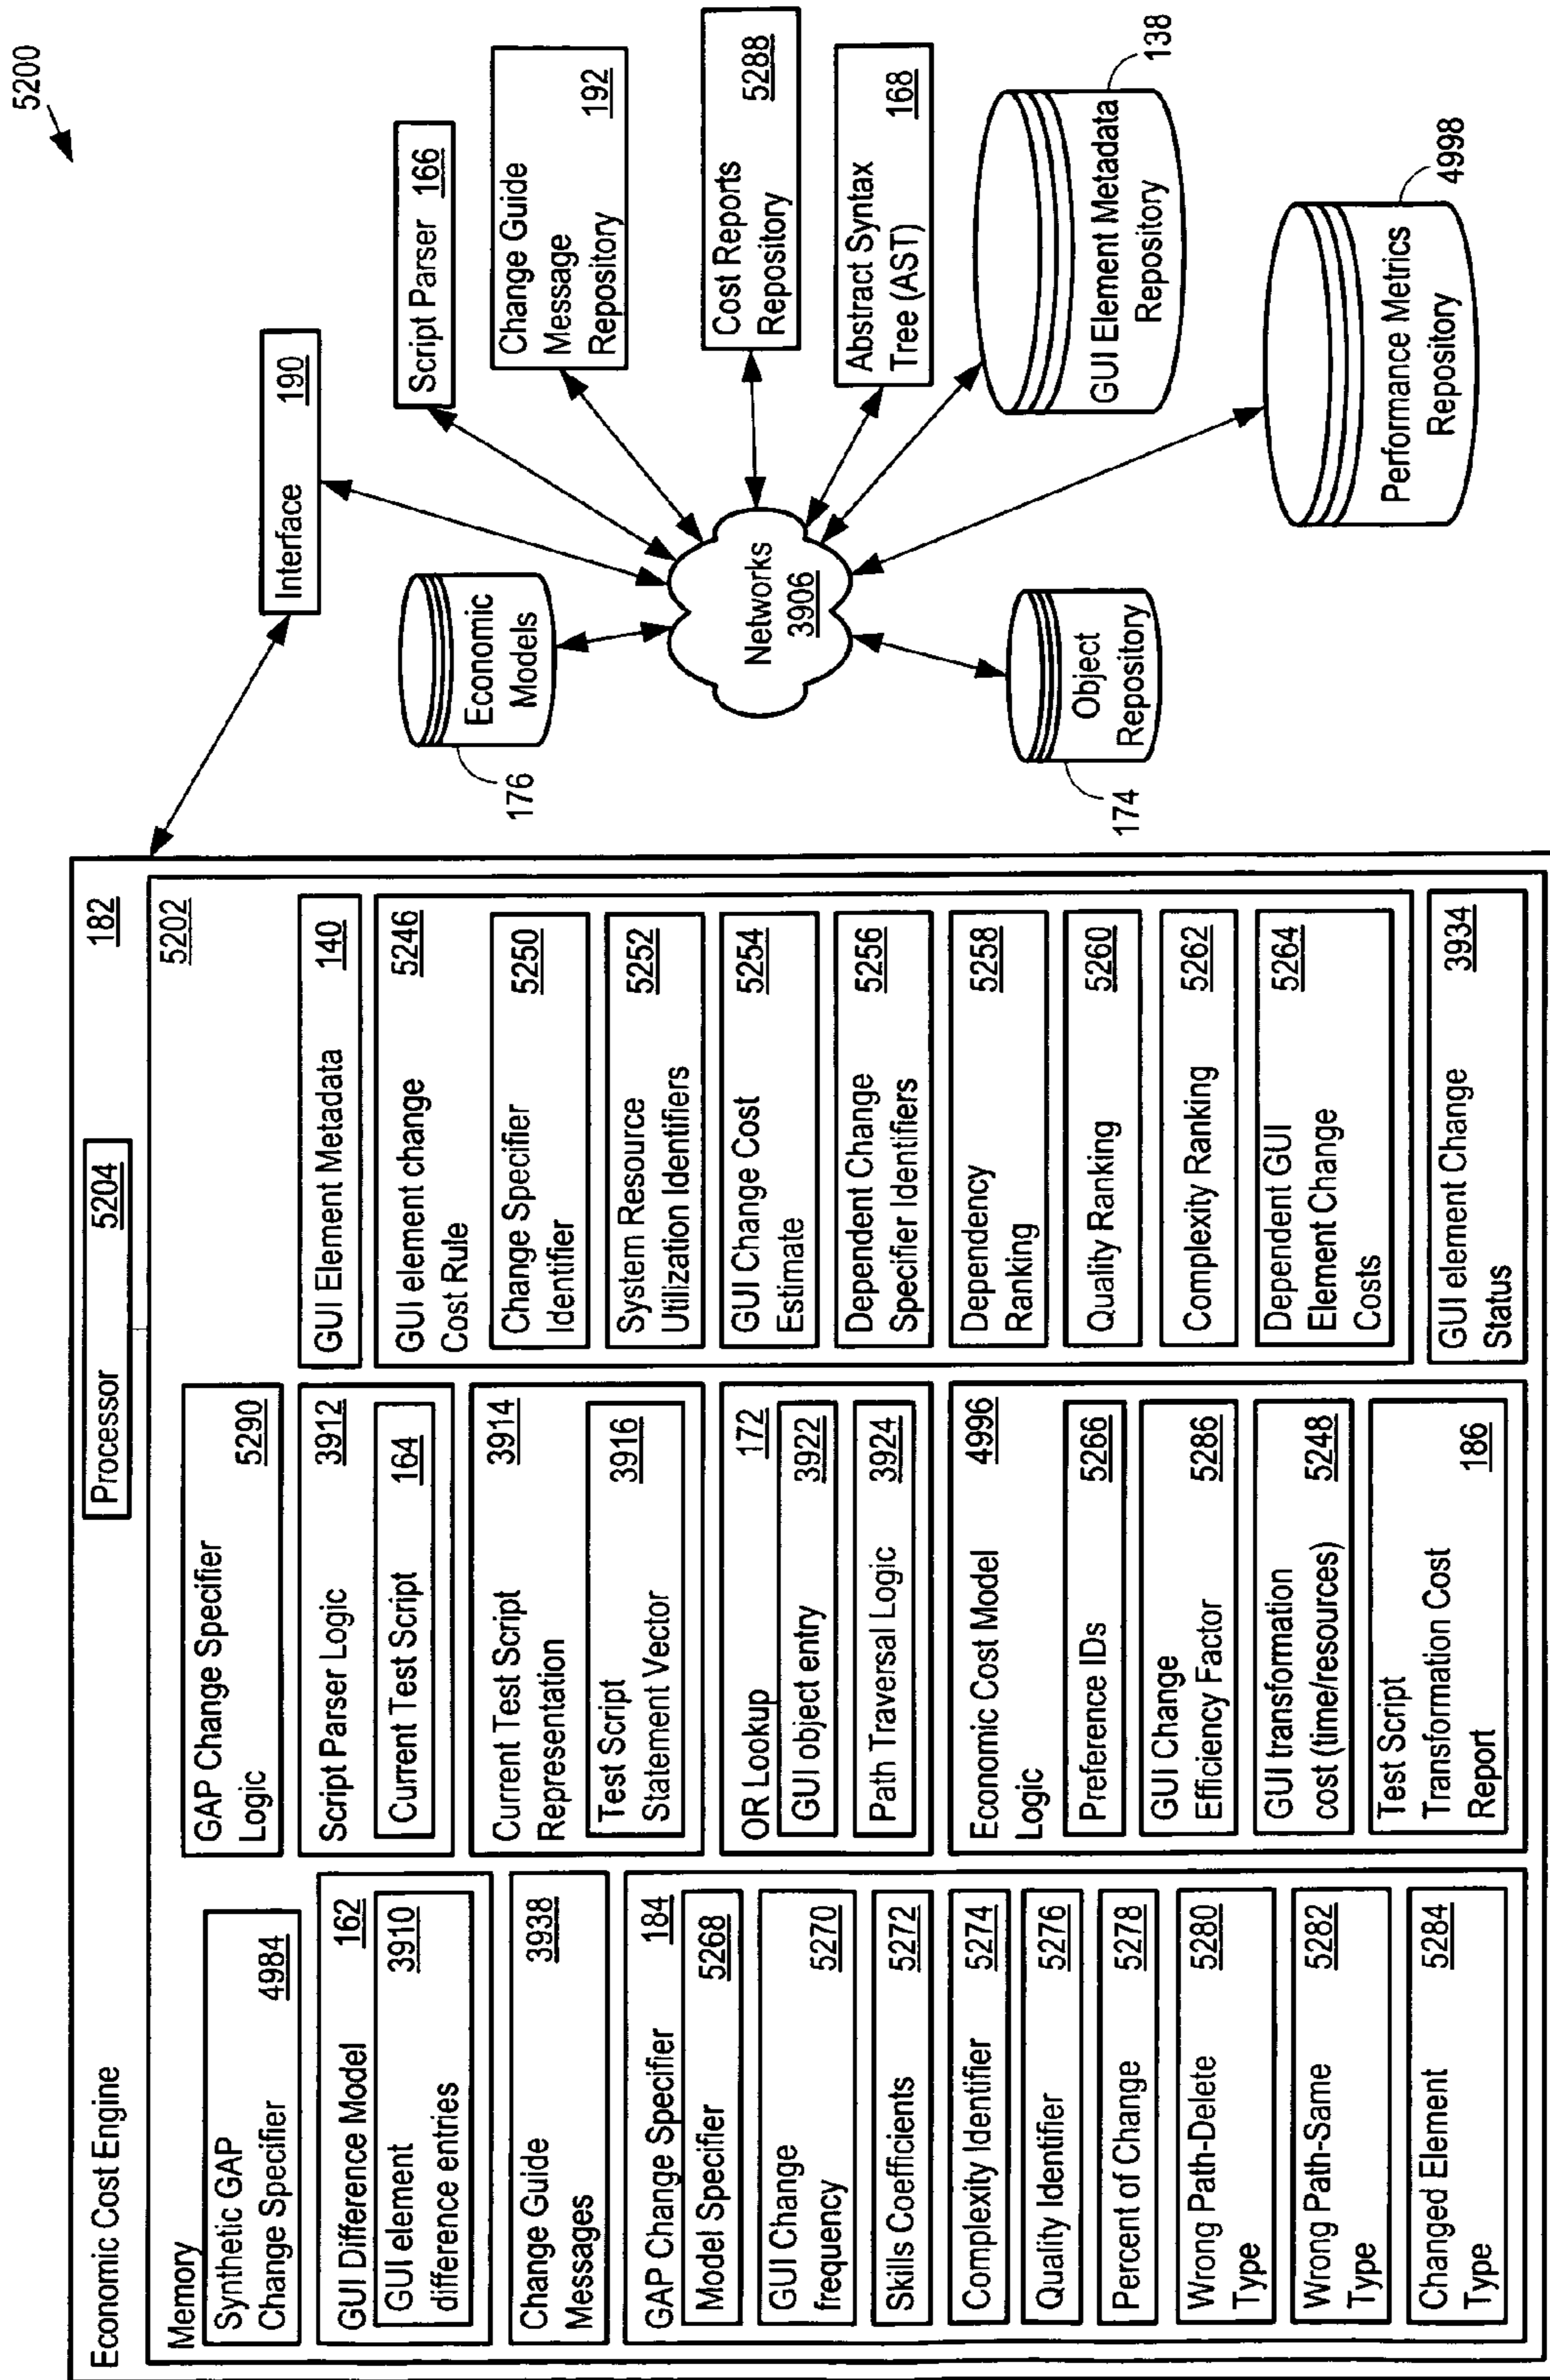 5200
Economic Cost Engine
182
Processor 5204
Memory
5202
Synthetic GAP
Change Specifier 4984
GUI Difference Model 162
GUI element
difference entries 3910
Change Guide
Messages 3938
GAP Change Specifier 184
Model Specifier 5268
GUI Change
frequency 5270
Skills Coefficients 5272
Complexity Identifier 5274
Quality Identifier 5276
Percent of Change 5278
Wrong Path-Delete
Type 5280
Wrong Path-Same
Type 5282
Changed Element
Type 5284
GAP Change Specifier
Logic 5290
Script Parser Logic 3912
Current Test Script 164
Current Test Script
Representation 3914
Test Script
Statement Vector 3916
OR Lookup 172
GUI object entry 3922
Path Traversal Logic 3924
Economic Cost Model
Logic 4996
Preference IDs 5266
GUI Change
Efficiency Factor 5286
GUI transformation
cost (time/resources) 5248
Test Script
Transformation Cost
Report 186
GUI Element Metadata 140
GUI element change
Cost Rule 5246
Change Specifier
Identifier 5250
System Resource
Utilization Identifiers 5252
GUI Change Cost
Estimate 5254
Dependent Change
Specifier Identifiers 5256
Dependency
Ranking 5258
Quality Ranking 5260
Complexity Ranking 5262
Dependent GUI
Element Change
Costs 5264
GUI element Change
Status 3934
Interface 190
Economic
Models
176
Networks
3906
Object
Repository
174
Script Parser 166
Change Guide
Message
Repository 192
Cost Reports
Repository 5288
Abstract Syntax
Tree (AST) 168
GUI Element Metadata
Repository
138
Performance Metrics
Repository
4998